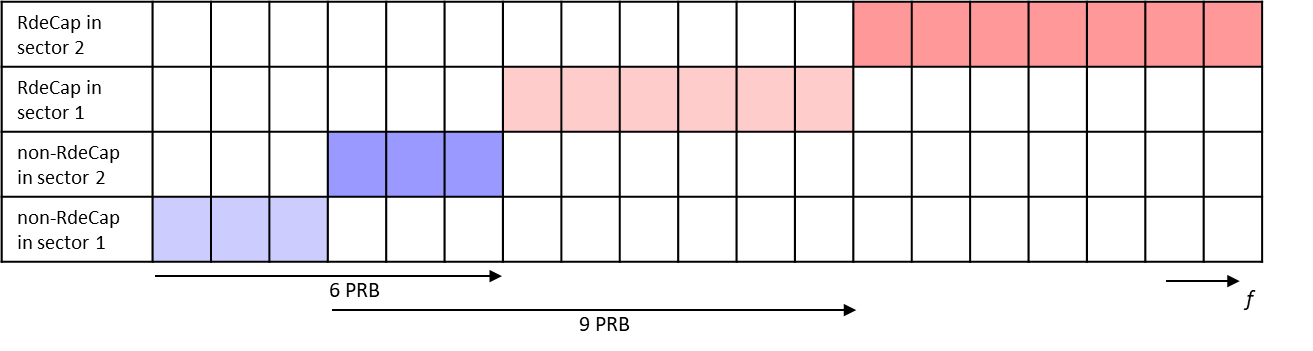 RdeCap in
sector 2
RdeCap in
sector 1
non-RdeCap
in sector 2
non-RdeCap
in sector 1
6 PRB
9 PRB
f